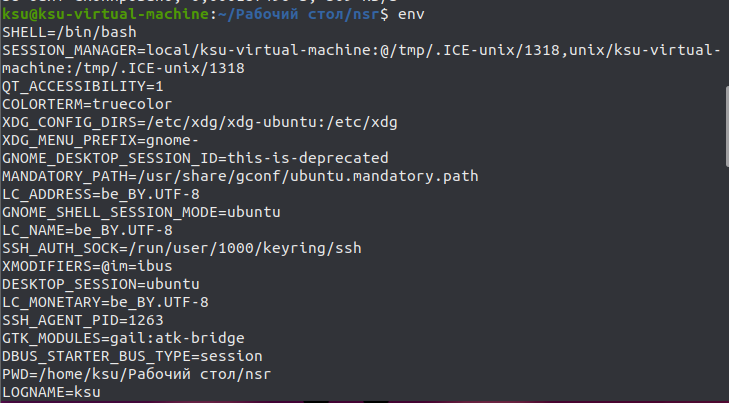 ksu@ksu-virtual-machine:~/Рабочий стол/nsr$ env
SHELL=/bin/bash
SESSION_MANAGER=local/ksu-virtual-machine:@/tmp/.ICE-unix/1318,unix/ksu-virtual-
machine:/tmp/.ICE-unix/1318
QT_ACCESSIBILITY=1
COLORTERM=truecolor
XDG_CONFIG_DIRS=/etc/xdg/xdg-ubuntu:/etc/xdg
XDG_MENU_PREFIX=gnome-
GNOME_DESKTOP_SESSION_ID=this-is-deprecated
MANDATORY_PATH=/usr/share/gconf/ubuntu.mandatory.path
LC_ADDRESS=be_BY.UTF-8
GNOME_SHELL_SESSION_MODE=ubuntu
LC_NAME=be_BY.UTF-8
SSH_AUTH_SOCK=/run/user/1000/keyring/ssh
XMODIFIERS=@im=ibus
DESKTOP_SESSION=ubuntu
LC_MONETARY=be_BY.UTF-8
SSH_AGENT_PID=1263
GTK_MODULES=gail:atk-bridge
DBUS_STARTER_BUS_TYPE=session
PWD=/home/ksu/Рабочий стол/nsr
LOGNAME=ksu